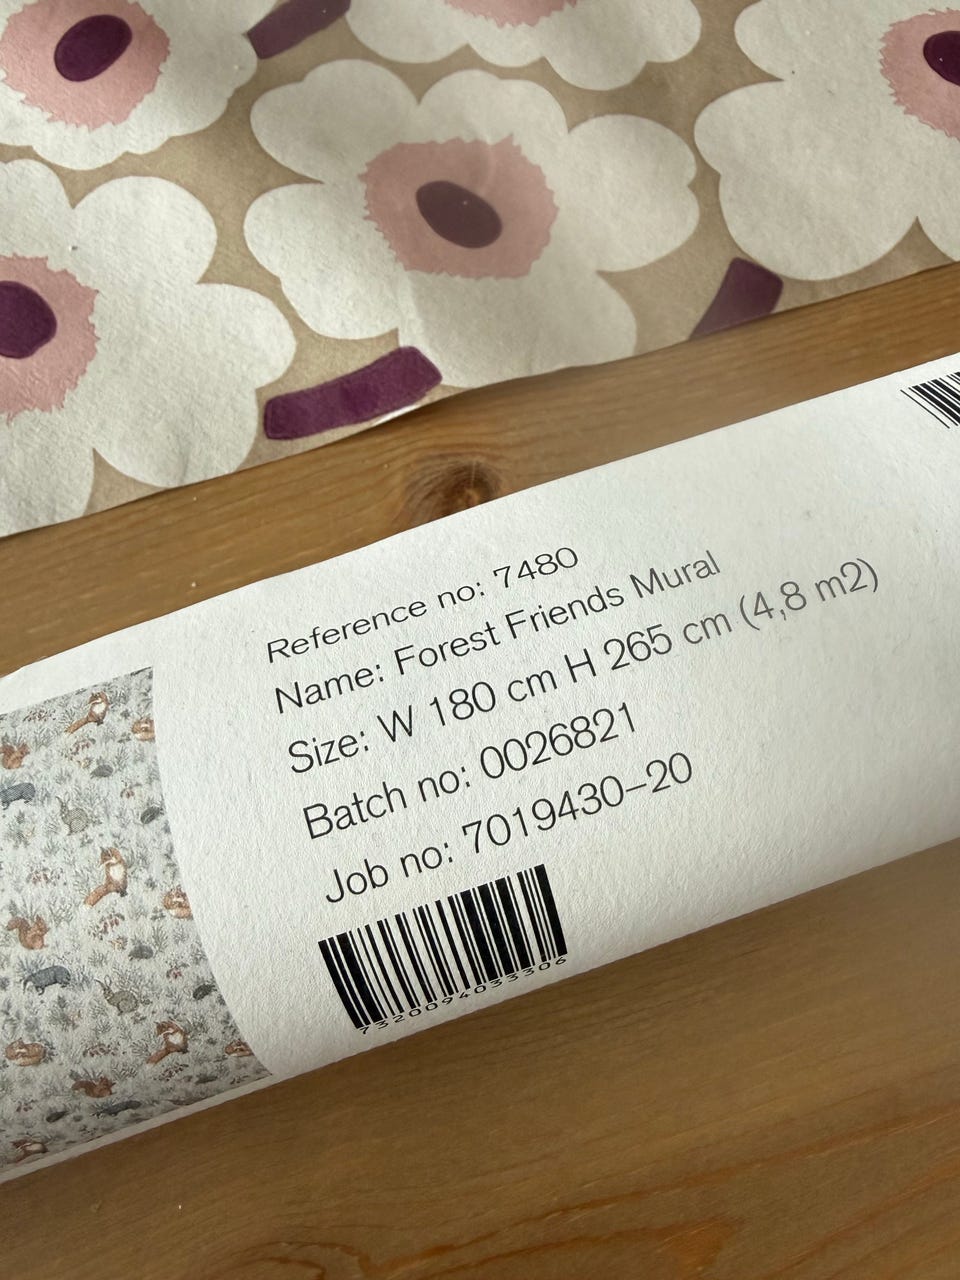 Reference no: 7480
Name: Forest Friends Mural
Size: W 180 cm H 265 cm (4,8 m2)
Batch no: 0026821
Job no: 7019430-20
7320094033306